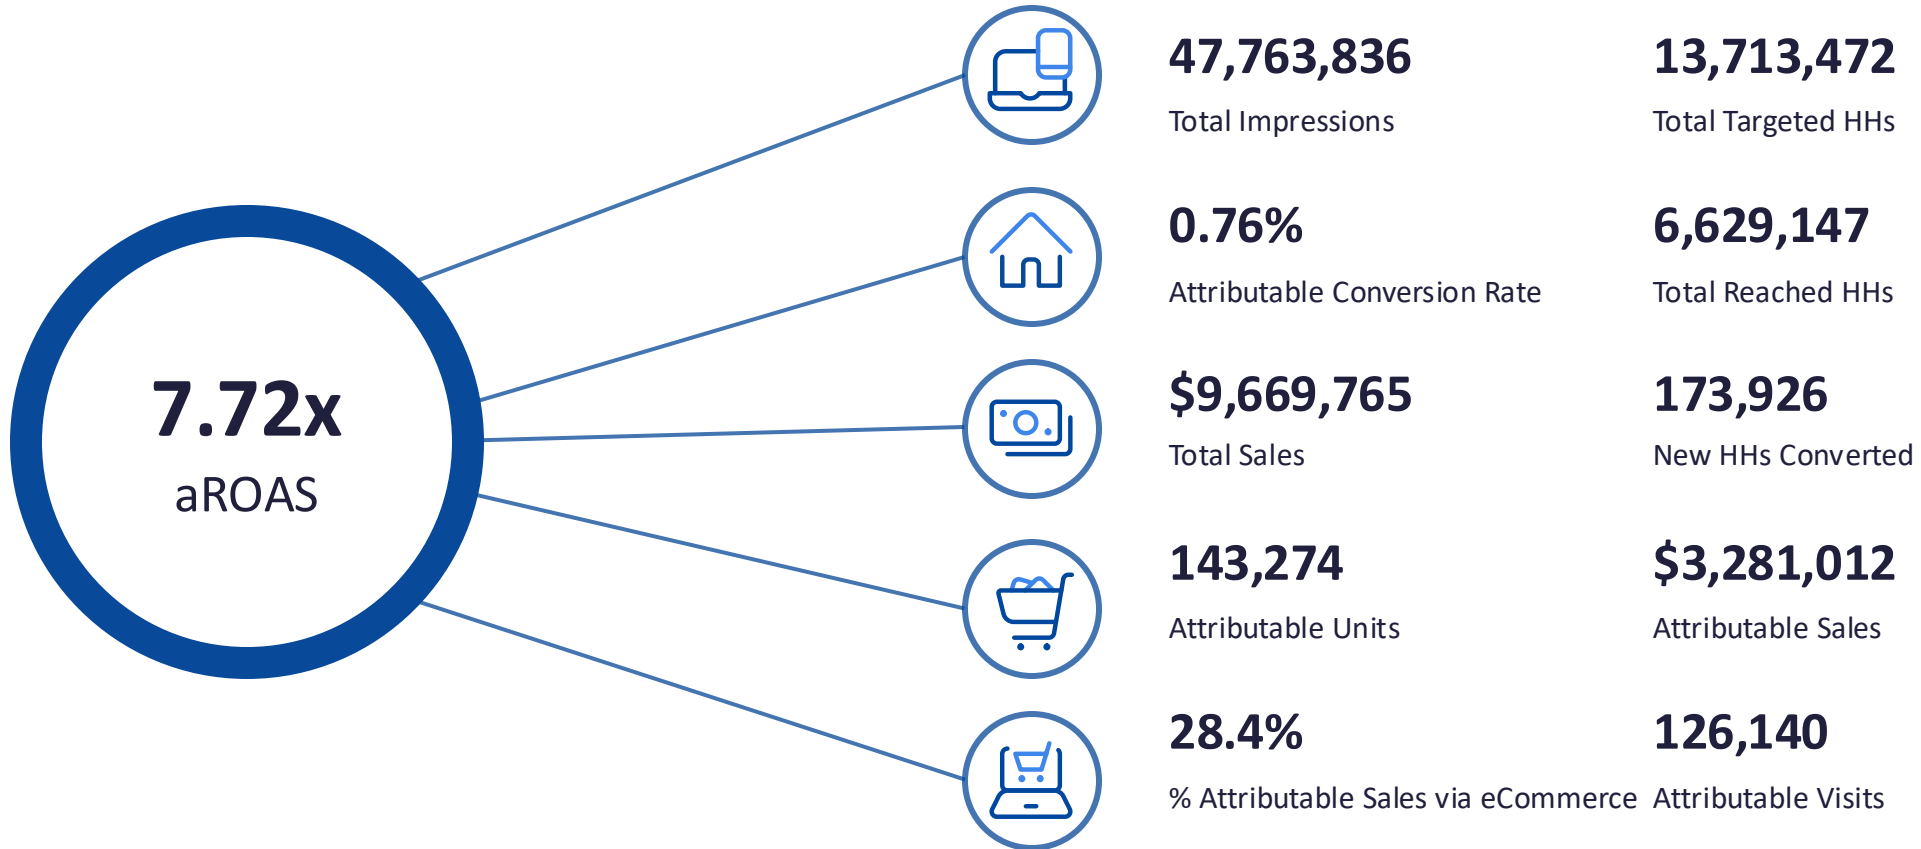 7.72x
aROAS
47,763,836
Total Impressions
13,713,472
Total Targeted HHs
0.76%
Attributable Conversion Rate
6,629,147
Total Reached HHs
$9,669,765
Total Sales
173,926
New HHs Converted
143,274
Attributable Units
$3,281,012
Attributable Sales
28.4%
% Attributable Sales via eCommerce
126,140
Attributable Visits